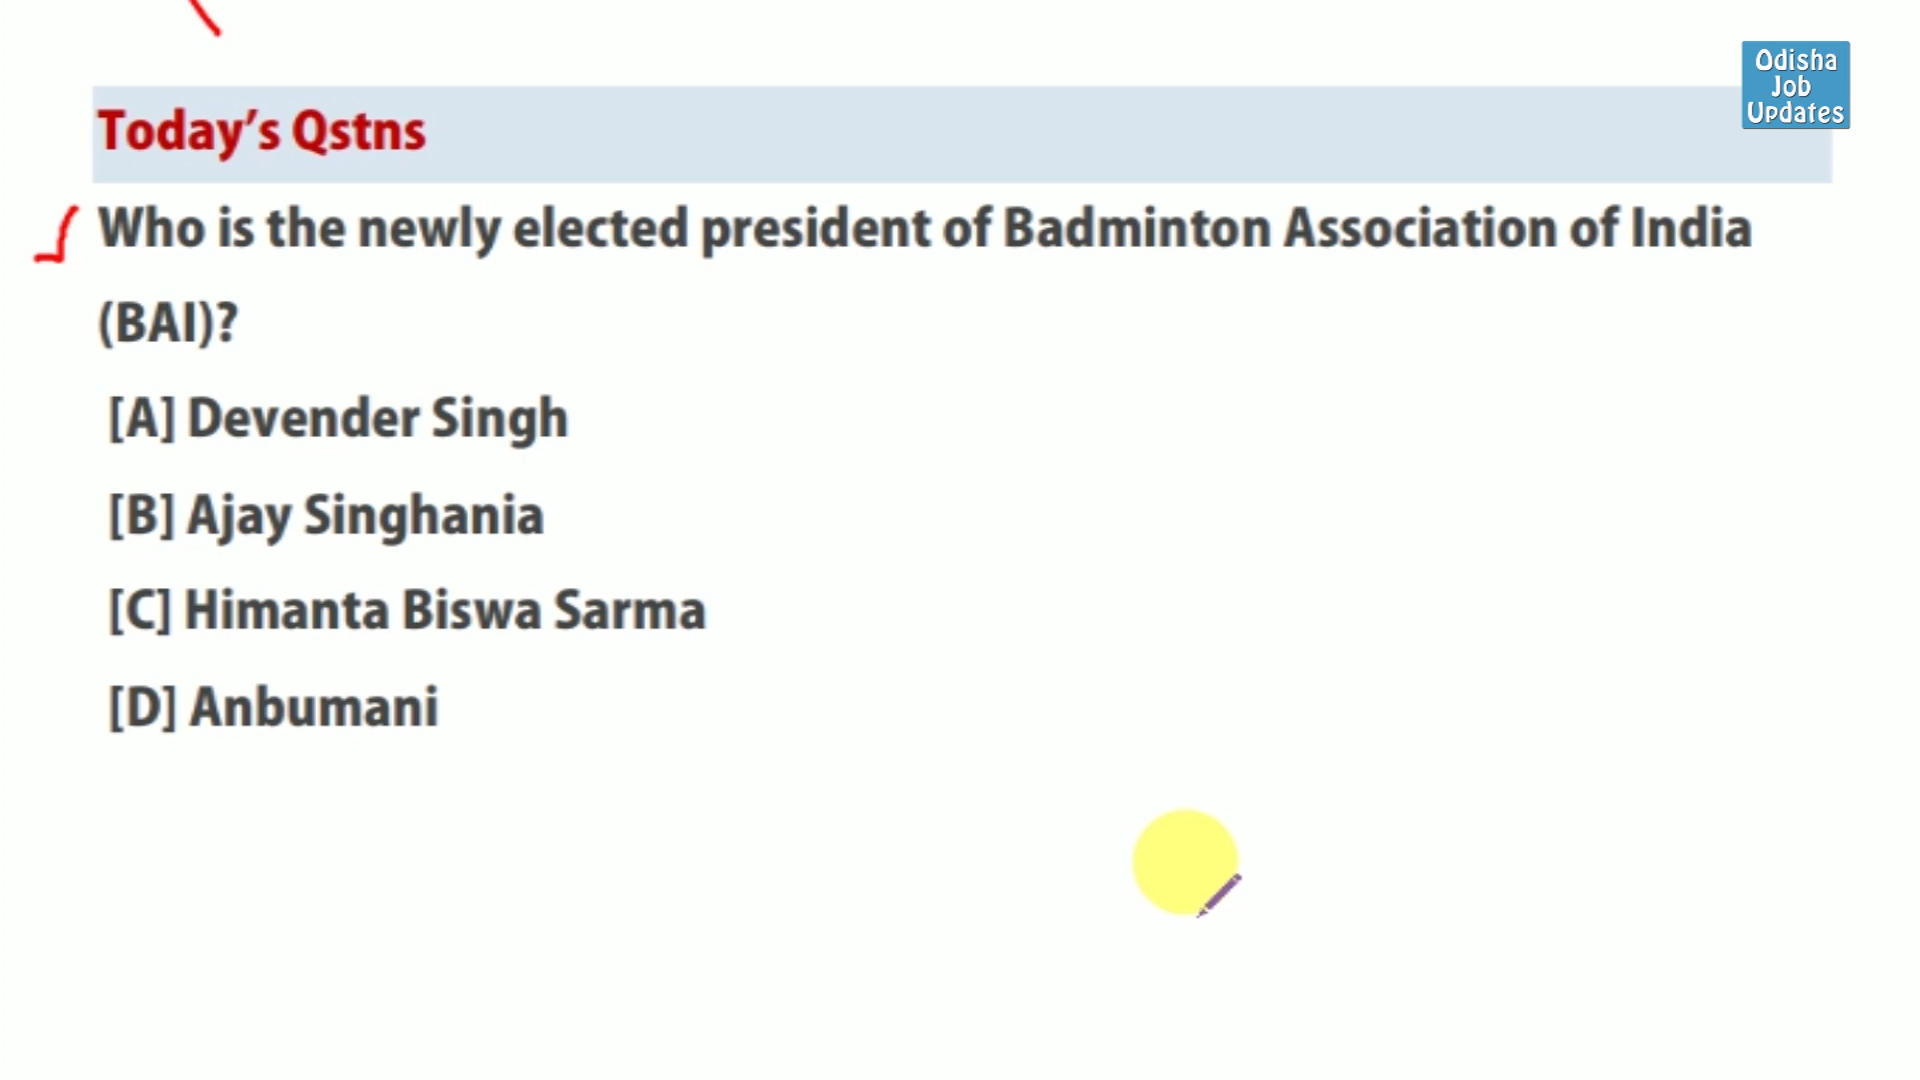 Odisha
Job
Updates
Today’s Qstns
Who is the newly elected president of Badminton Association of India
(BAI)?
[A] Devender Singh
[B] Ajay Singhania
[C] Himanta Biswa Sarma
[D] Anbumani